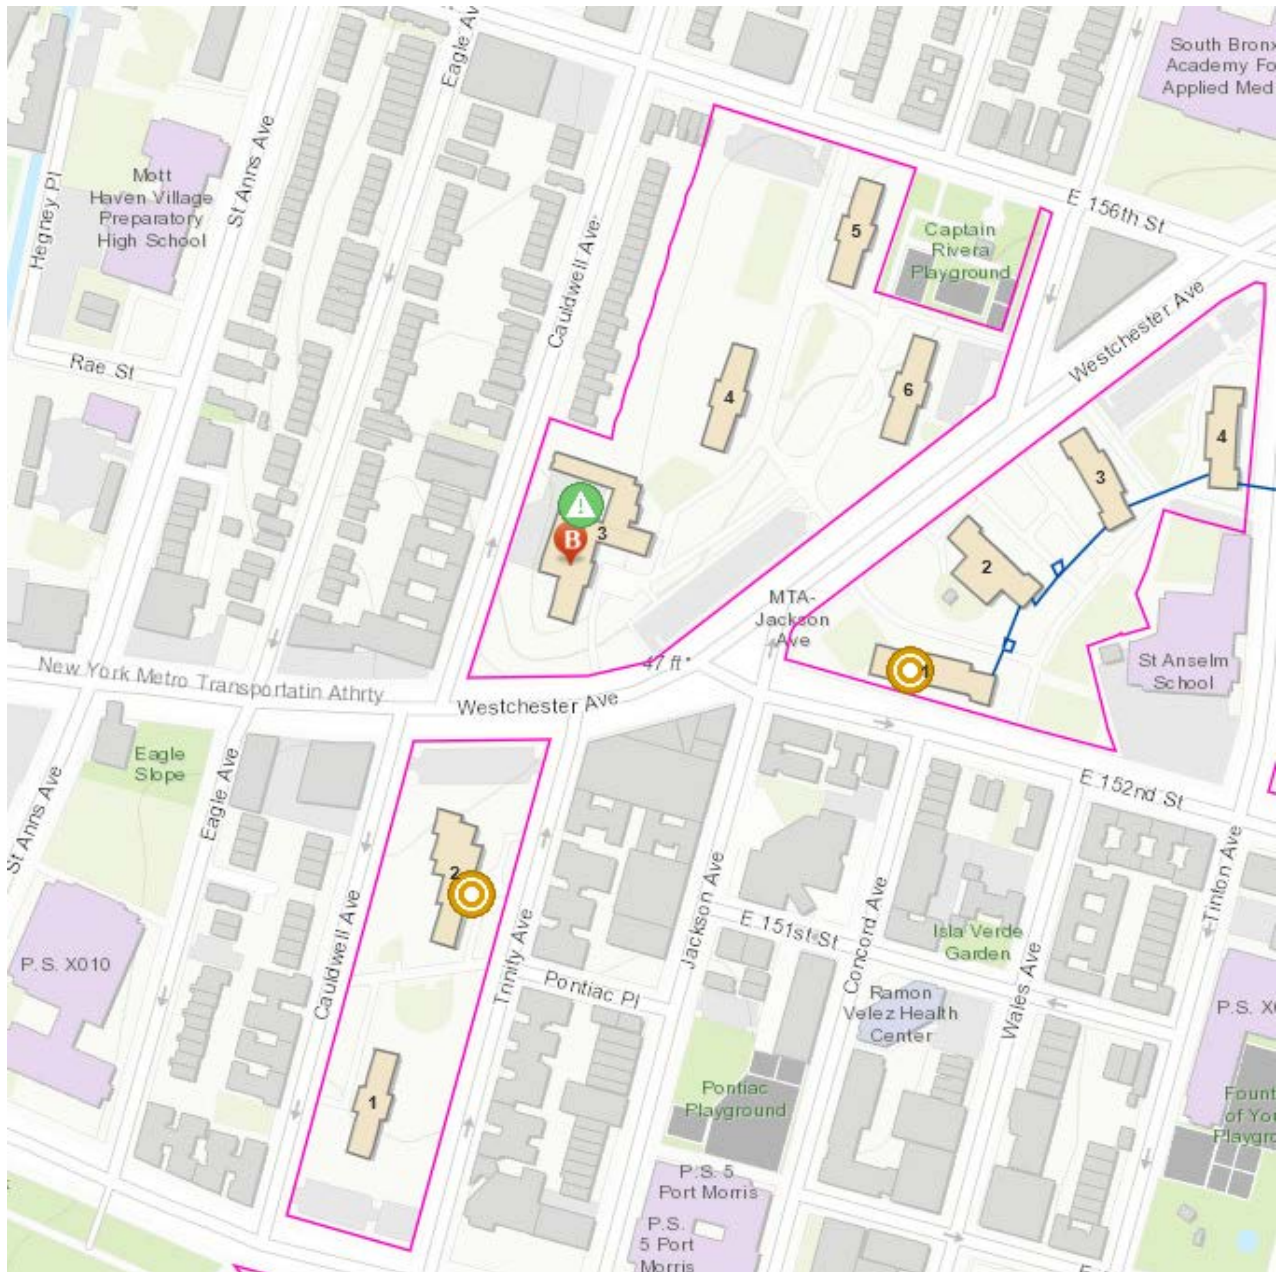 Eagle Av
South Bronx
Academy Fo
Applied Med
St Anns Ave
Mott
Haven Village
Preparatory
High School
Hegney Pl
E 156th St
5
Captain
Rivera
Playground
Cauldwell Ave
Westchester Ave
Rae St
4
6
4
3
B
3
2
MTA-
Jackson
Ave
47 ft
1
St Anselm
School
New York Metro Transportatin Athrty
Westchester Ave
Eagle
Slope
E 152nd St
St Anns Ave
Eagle Ave
2
Cauldwell Ave
Trinity Ave
Jackson Ave
E 151st St
Concord Ave
Isla Verde
Garden
Tinton Ave
P.S. X010
Pontiac Pl
Ramon
Velez Health
Center
Wales Ave
P.S. X
1
Pontiac
Playground
Fount
of Yo
Playgr
P.S. 5
Port Morris
P.S.
5 Port
Morris
E